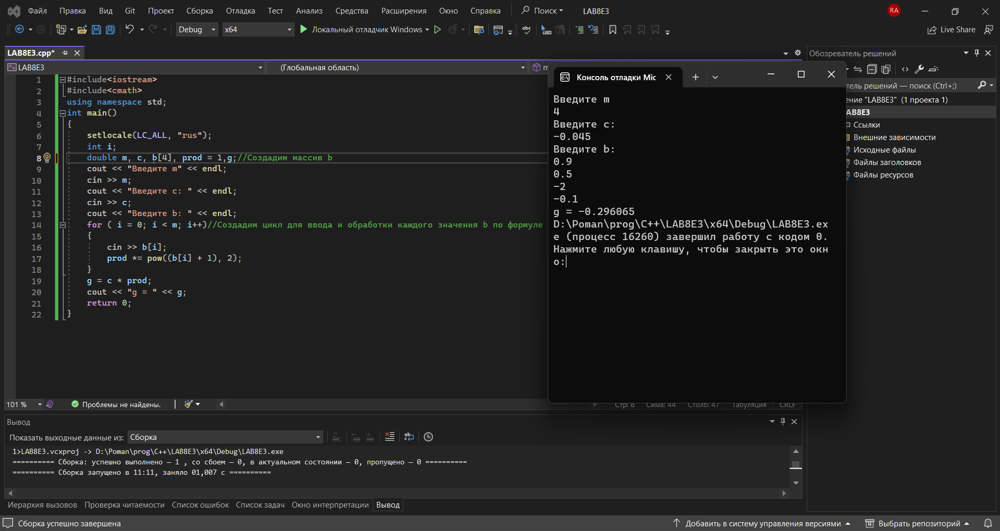 Файл Правка Вид Git Проект Сборка Отладка Тест Анализ Средства Расширения Окно Справка Поиск LAB8E3 RA
Debug x64 Локальный отладчик Windows Live Share
LAB8E3.cpp*
LAB8E3 (Глобальная область)
1 #include<iostream>
2 #include<cmath>
3 using namespace std;
4 int main()
5 {
6 setlocale(LC_ALL, "rus");
7 int i;
8 double m, c, b[4], prod = 1,g;//Создадим массив b
9 cout << "Введите m" << endl;
10 cin >> m;
11 cout << "Введите c: " << endl;
12 cin >> c;
13 cout << "Введите b: " << endl;
14 for ( i = 0; i < m; i++)//Создадим цикл для ввода и обработки каждого значения b по формуле
15 {
16 cin >> b[i];
17 prod *= pow((b[i] + 1), 2);
18 }
19 g = c * prod;
20 cout << "g = " << g;
21 return 0;
22 }
Консоль отладки Mic
Введите m
4
Введите c:
-0.045
Введите b:
0.9
0.5
-2
-0.1
g = -0.296065
D:\Poman\prog\C++\LAB8E3\x64\Debug\LAB8E3.ex
e (процесс 16260) завершил работу с кодом 0.
Нажмите любую клавишу, чтобы закрыть это окн
о:
Обозреватель решений
тель решений — поиск (Ctrl+;)
ение "LAB8E3" (1 проекта 1)
AB8E3
Ссылки
Внешние зависимости
Исходные файлы
Файлы заголовков
Файлы ресурсов
101 % Проблемы не найдены. Стр: 8 Симв: 44 Столб: 47 Табуляция CRLF
Вывод
Показать выходные данные из: Сборка
1>LAB8E3.vcxproj -> D:\Poman\prog\C++\LAB8E3\x64\Debug\LAB8E3.exe
========== Сборка: успешно выполнено — 1 , со сбоем — 0, в актуальном состоянии — 0, пропущено — 0 ==========
========== Сборка запущено в 11:11, заняло 01,007 с ==========
Иерархия вызовов Проверка читаемости Список ошибок Список задач Окно интерпретации Вывод
Сборка успешно завершена Добавить в систему управления версиями Выбрать репозиторий